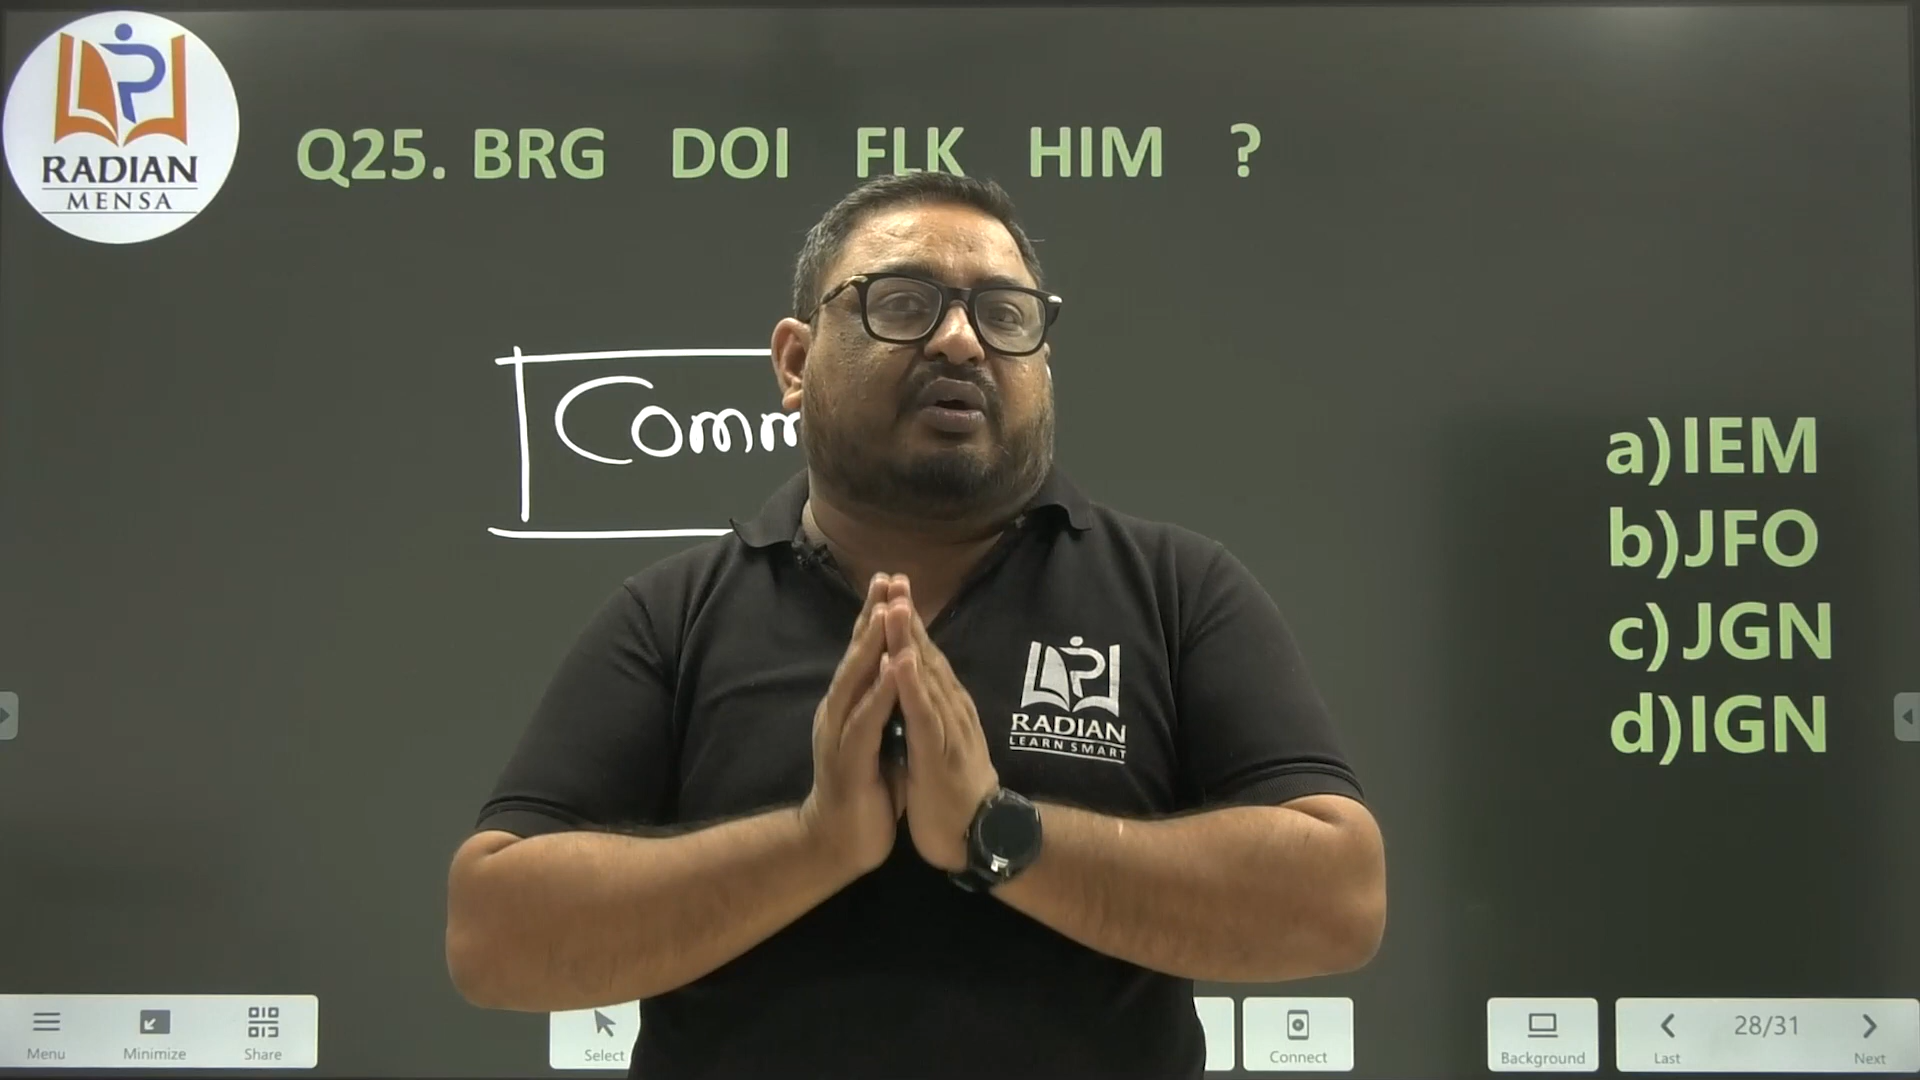 RADIAN
MENSA
Q25. BRG DOI FLK HIM ?
a)IEM
b)JFO
c)JGN
d)IGN
RADIAN
LEARN SMART
Menu
Minimize
Share
Select
Connect
Background
Last
28/31
Next